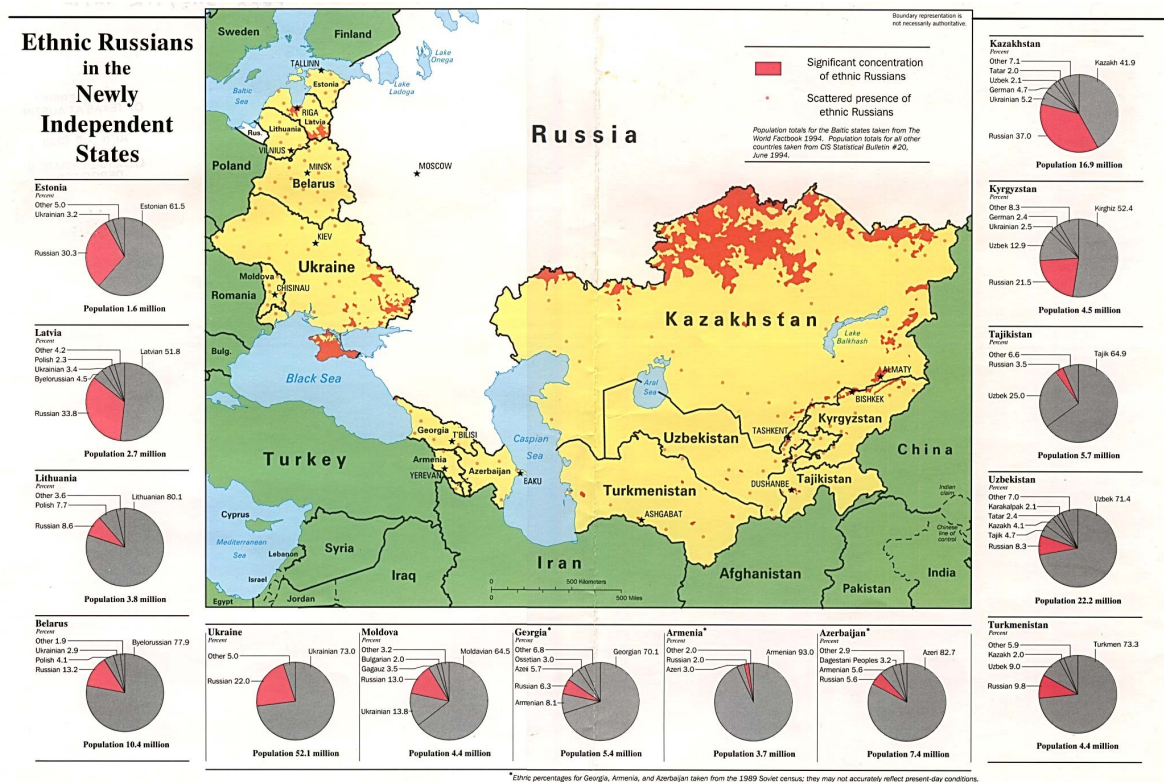 Ethnic Russians
in the
Newly
Independent
States
Estonia
Percent
Other 5.0
Ukrainian 3.2
Estonian 61.5
Russian 30.3
Population 1.6 million
Latvia
Percent
Other 4.2
Polish 2.3
Ukrainian 3.4
Byelorussian 4.5
Latvian 51.8
Russian 33.8
Population 2.7 million
Lithuania
Percent
Other 3.6
Polish 7.7
Lithuanian 80.1
Russian 8.6
Population 3.8 million
Belarus
Percent
Other 1.9
Ukrainian 2.9
Polish 4.1
Russian 13.2
Byelorussian 77.9
Population 10.4 million
Boundary representation is
not necessarily authoritative.
Significant concentration
of ethnic Russians
Scattered presence of
ethnic Russians
Population totals for the Baltic states taken from The
World Factbook 1994. Population totals for all other
countries taken from CIS Statistical Bulletin #20,
June 1994.
Sweden
Finland
Lake
Onega
Lake
Ladoga
TALLINN
Estonia
Baltic
Sea
RIGA
Latvia
Lithuania
Rus.
VILNIUS
Poland
MINSK
Belarus
MOSCOW
Russia
KIEV
Ukraine
Moldova
CHISINAU
Romania
Bulg.
Black Sea
Kazakhstan
Lake
Balkhash
Aral
Sea
ALMATY
BISHKEK
Kyrgyzstan
Georgia
T'BILISI
Caspian
Sea
TASHKENT
Uzbekistan
China
Turkey
Armenia
YEREVAN
Azerbaijan
EAKU
Turkmenistan
DUSHANBE
Tajikistan
ASHGABAT
Indian
claim
Chinese
line of
control
Cyprus
Mediterranean
Sea
Lebanon
Syria
Israel
Jordan
Egypt
Iraq
Iran
Afghanistan
Pakistan
India
0 500 Kilometers
0 500 Miles
Kazakhstan
Percent
Other 7.1
Tatar 2.0
Uzbek 2.1
German 4.7
Ukrainian 5.2
Kazakh 41.9
Russian 37.0
Population 16.9 million
Kyrgyzstan
Percent
Other 8.3
German 2.4
Ukrainian 2.5
Uzbek 12.9
Kirghiz 52.4
Russian 21.5
Population 4.5 million
Tajikistan
Percent
Other 6.6
Russian 3.5
Tajik 64.9
Uzbek 25.0
Population 5.7 million
Uzbekistan
Percent
Other 7.0
Karakalpak 2.1
Tatar 2.4
Kazakh 4.1
Tajik 4.7
Russian 8.3
Uzbek 71.4
Population 22.2 million
Turkmenistan
Percent
Other 5.9
Kazakh 2.0
Uzbek 9.0
Turkmen 73.3
Russian 9.8
Population 4.4 million
Ukraine
Percent
Other 5.0
Ukrainian 73.0
Russian 22.0
Population 52.1 million
Moldova
Percent
Other 3.2
Bulgarian 2.0
Gagauz 3.5
Russian 13.0
Moldavian 64.5
Ukrainian 13.8
Population 4.4 million
Georgia*
Percent
Other 6.8
Ossetian 3.0
Azeri 5.7
Russian 6.3
Armenian 8.1
Georgian 70.1
Population 5.4 million
Armenia*
Percent
Other 2.0
Russian 2.0
Azeri 3.0
Armenian 93.0
Population 3.7 million
Azerbaijan*
Percent
Other 2.9
Dagestani Peoples 3.2
Armenian 5.6
Russian 5.6
Azeri 82.7
Population 7.4 million
*Ethnic percentages for Georgia, Armenia, and Azerbaijan taken from the 1989 Soviet census; they may not accurately reflect present-day conditions.